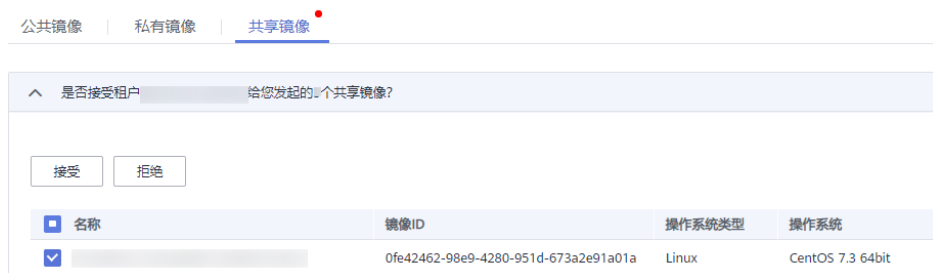 公共镜像 私有镜像 共享镜像
是否接受租户 给您发起的 个共享镜像?
接受 拒绝
名称 镜像ID 操作系统类型 操作系统
0fe42462-98e9-4280-951d-673a2e91a01a Linux CentOS 7.3 64bit